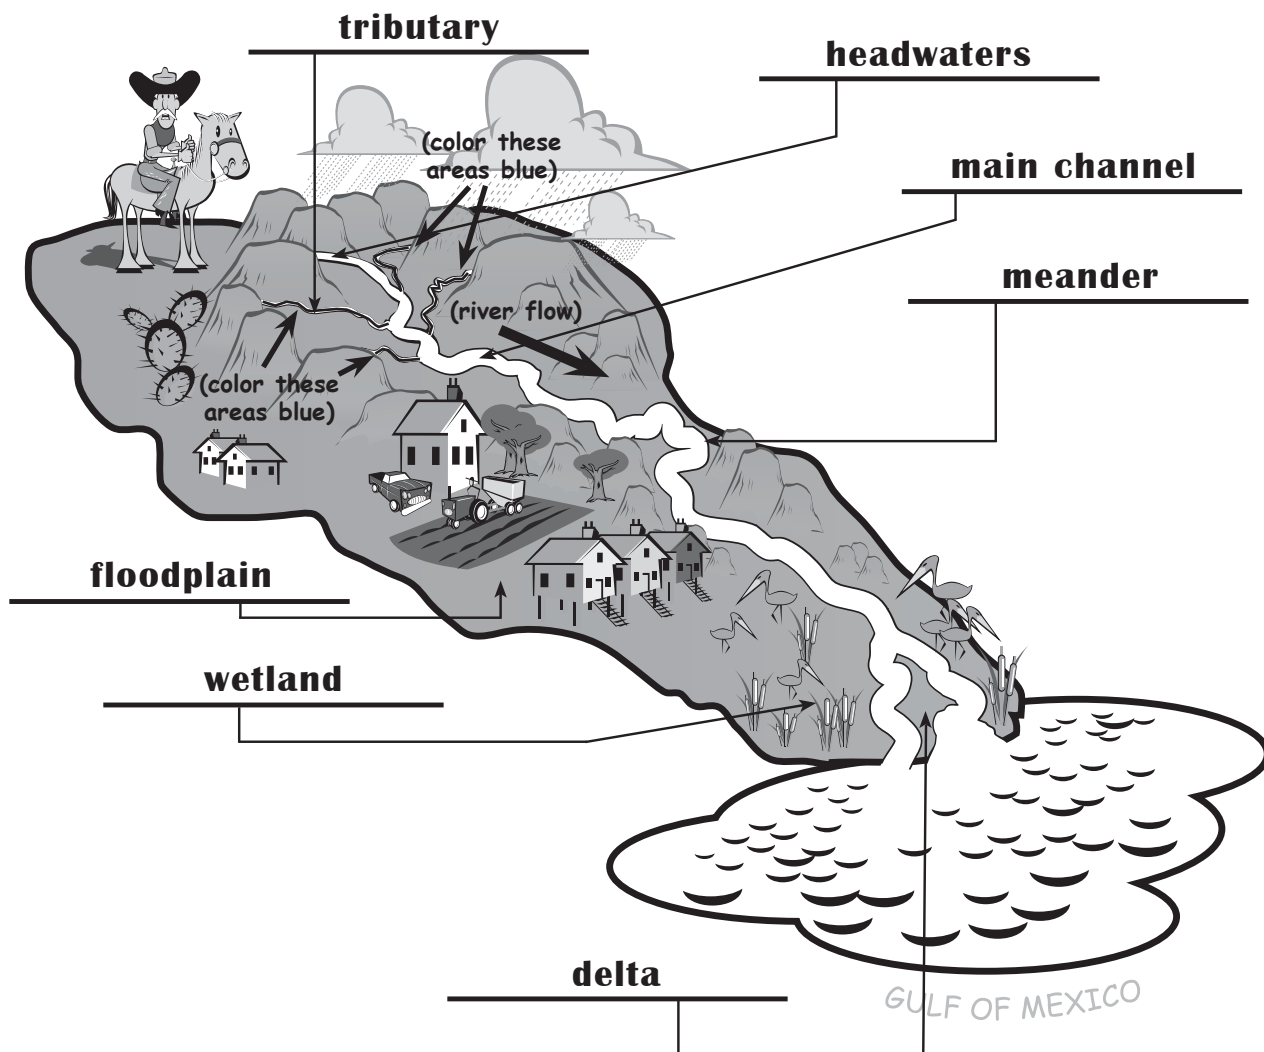 tributary
headwaters
(color these
areas blue)
main channel
meander
(river flow)
(color these
areas blue)
floodplain
wetland
delta
GULF OF MEXICO